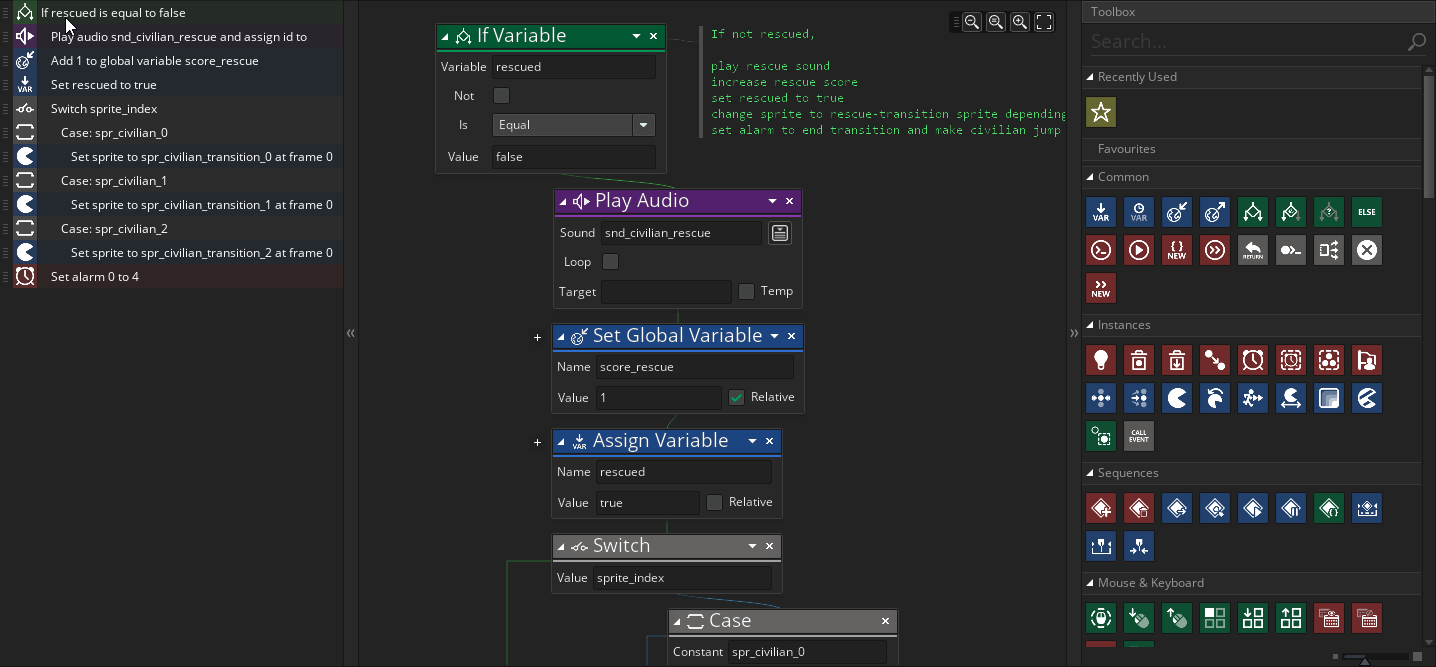 If rescued is equal to false
Play audio snd_civilian_rescue and assign id to
Add 1 to global variable score_rescue
VAR Set rescued to true
Switch sprite_index
Case: spr_civilian_0
Set sprite to spr_civilian_transition_0 at frame 0
Case: spr_civilian_1
Set sprite to spr_civilian_transition_1 at frame 0
Case: spr_civilian_2
Set sprite to spr_civilian_transition_2 at frame 0
Set alarm 0 to 4
If Variable
Variable rescued
Not
Is Equal
Value false
If not rescued,
play rescue sound
increase rescue score
set rescued to true
change sprite to rescue-transition sprite depending
set alarm to end transition and make civilian jump
Play Audio
Sound snd_civilian_rescue
Loop
Target Temp
Set Global Variable
Name score_rescue
Value 1 Relative
VAR Assign Variable
Name rescued
Value true Relative
Switch
Value sprite_index
Case
Constant spr_civilian_0
Toolbox
Search...
Recently Used
Favourites
Common
VAR VAR ELSE
NEW RETURN
NEW
Instances
CALL EVENT
Sequences
Mouse & Keyboard